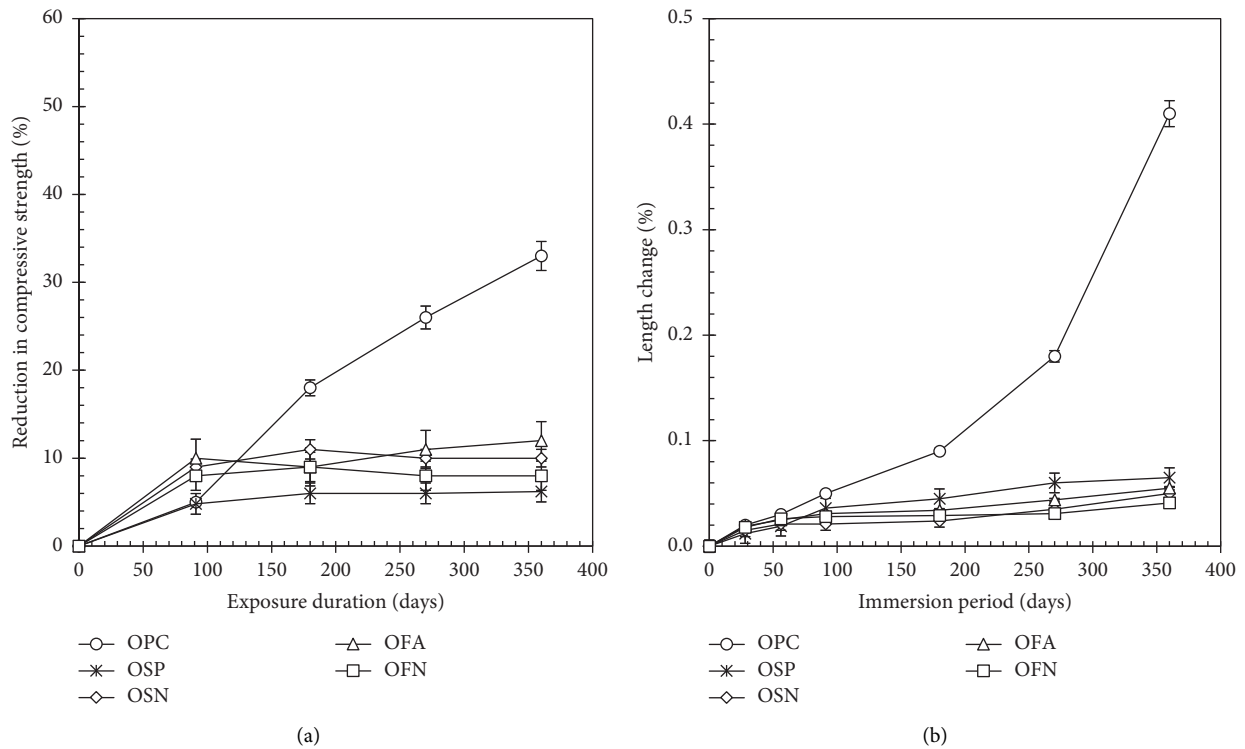 60
50
40
30
20
10
0
Reduction in compressive strength (%)
0 50 100 150 200 250 300 350 400
Exposure duration (days)
OPC
OSP
OSN
OFA
OFN
(a)
0.5
0.4
0.3
0.2
0.1
0.0
Length change (%)
0 50 100 150 200 250 300 350 400
Immersion period (days)
OPC
OSP
OSN
OFA
OFN
(b)